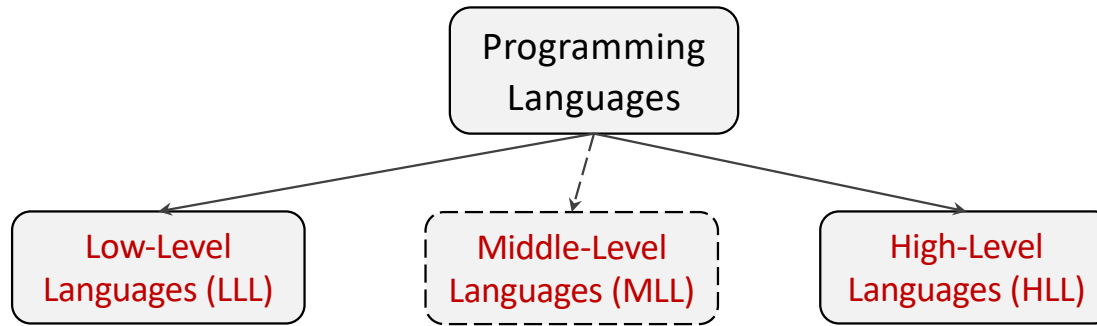 Programming
Languages
Low-Level
Languages (LLL)
Middle-Level
Languages (MLL)
High-Level
Languages (HLL)